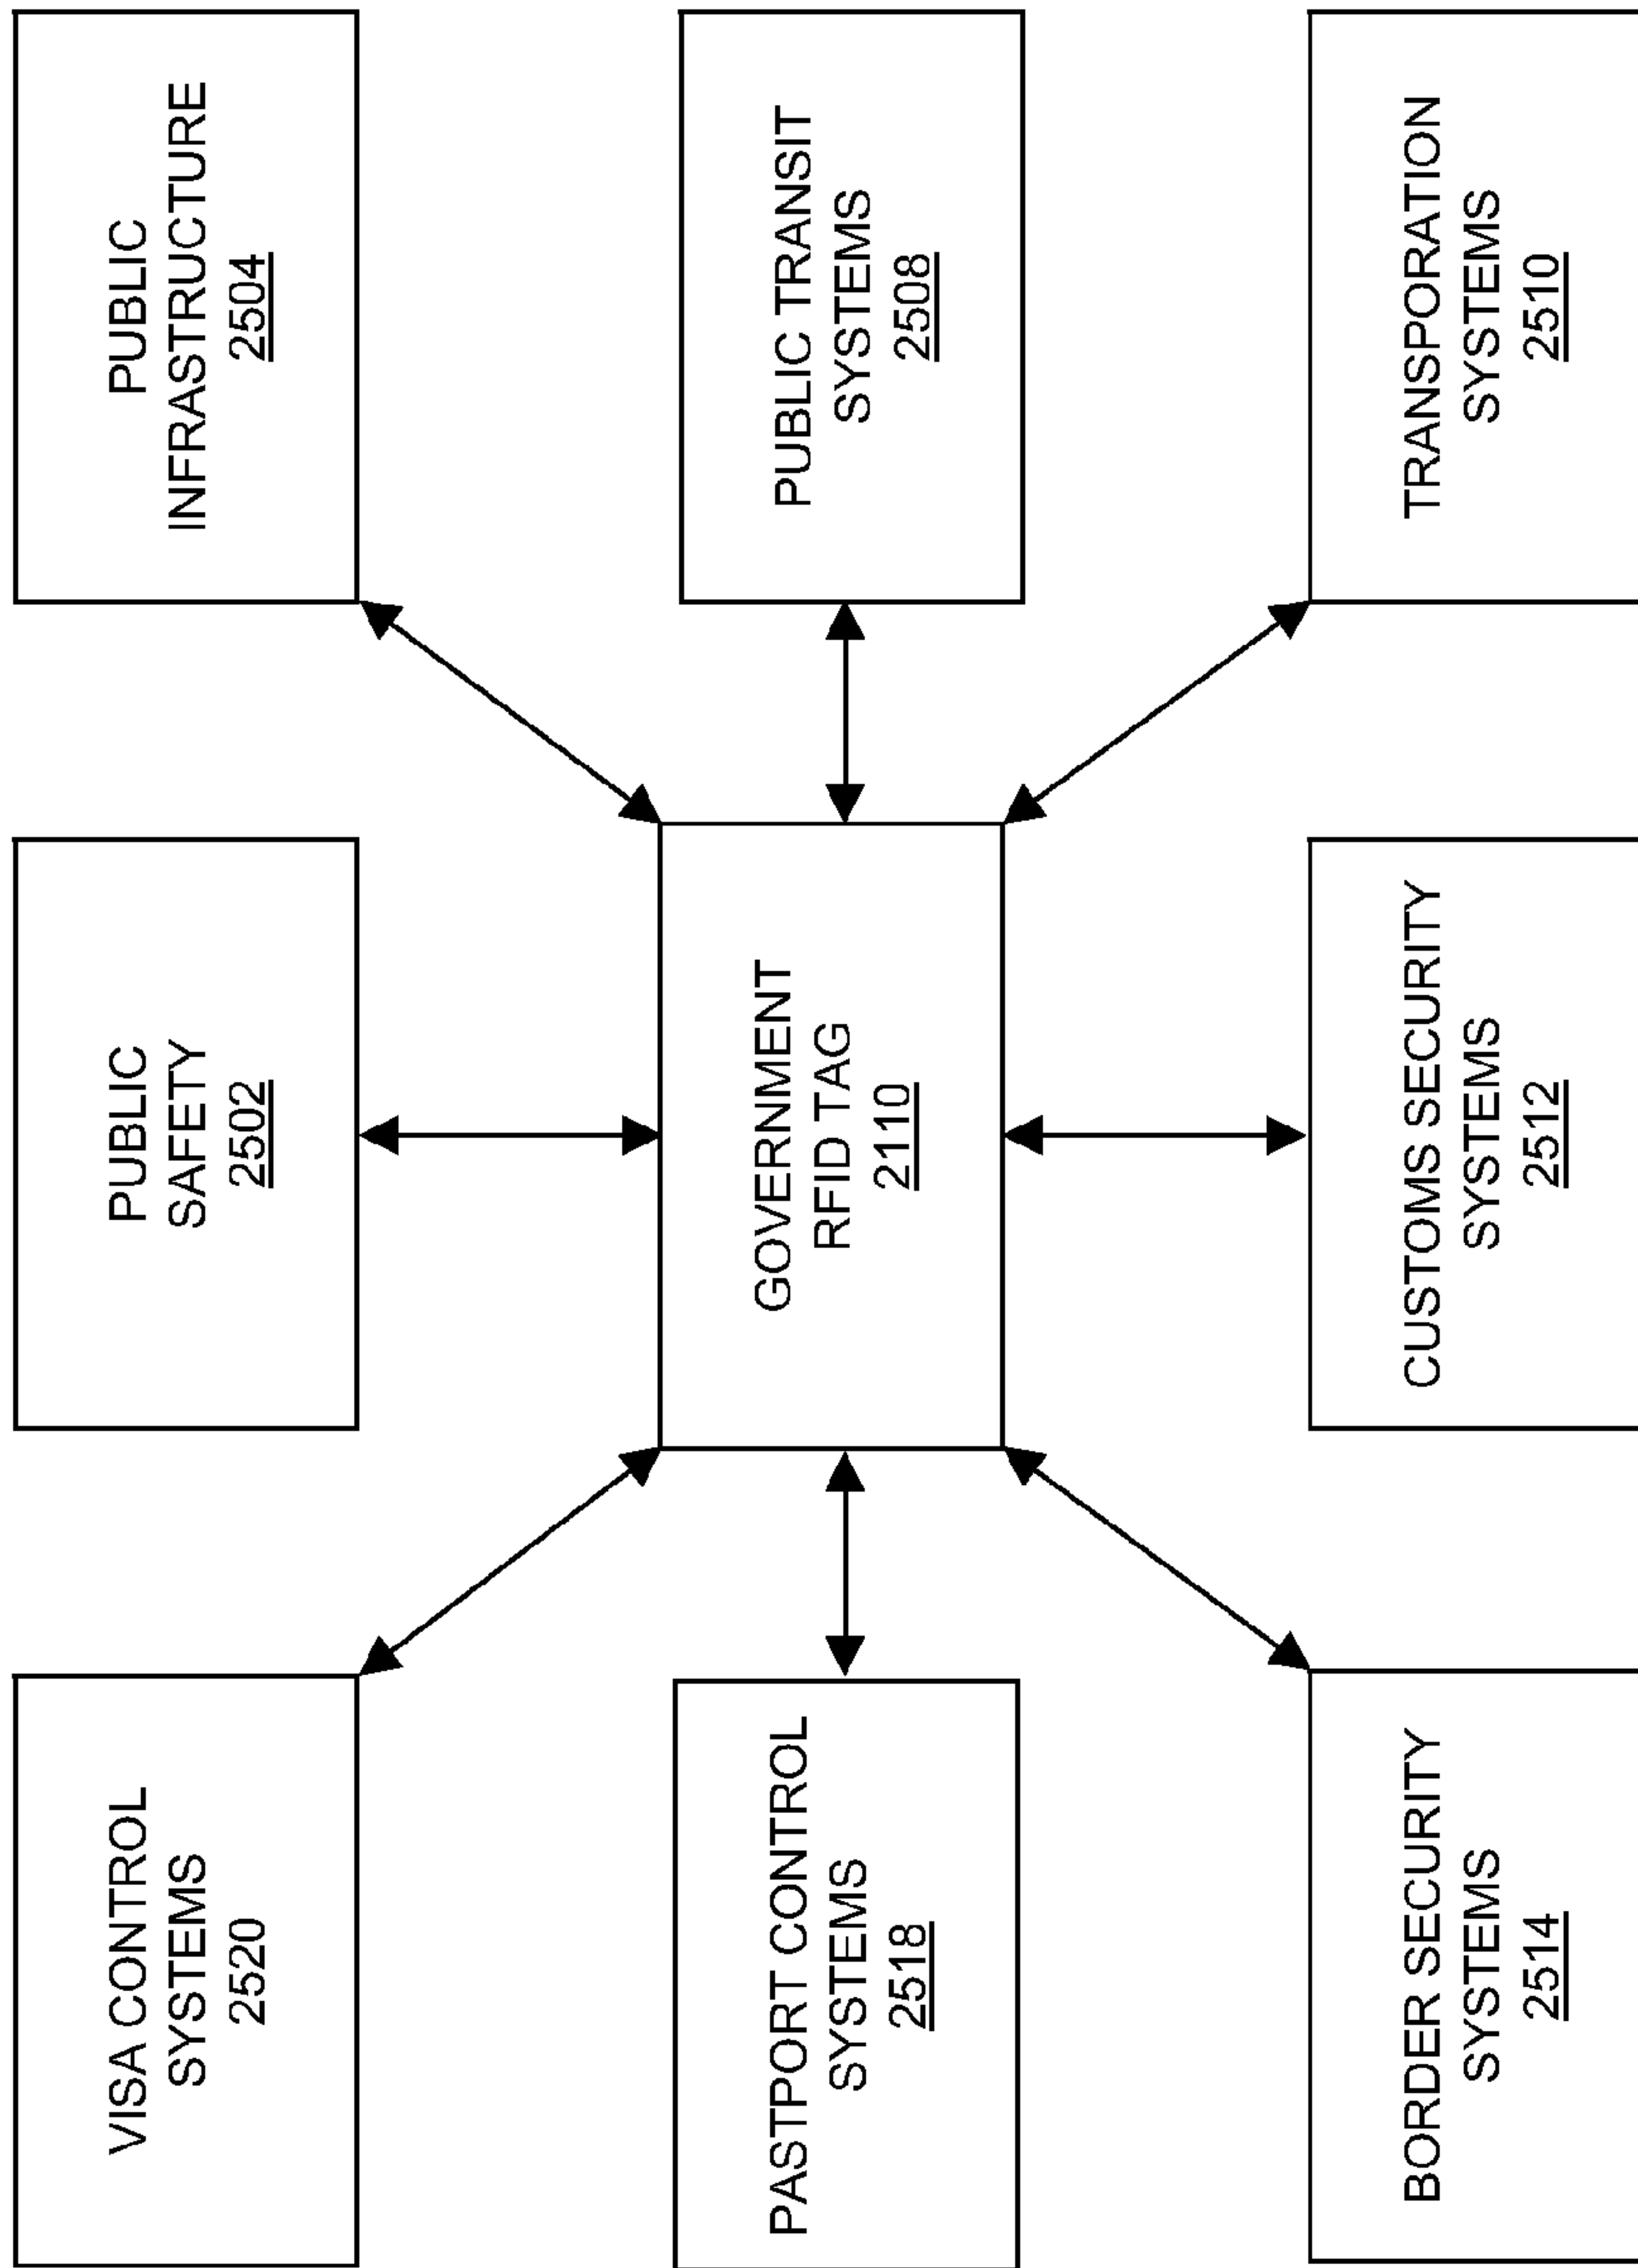 VISA CONTROL
SYSTEMS
2520
PUBLIC
SAFETY
2502
PUBLIC
INFRASTRUCTURE
2504
PASTPORT CONTROL
SYSTEMS
2518
GOVERNMENT
RFID TAG
2110
PUBLIC TRANSIT
SYSTEMS
2508
BORDER SECURITY
SYSTEMS
2514
CUSTOMS SECURITY
SYSTEMS
2512
TRANSPORATION
SYSTEMS
2510